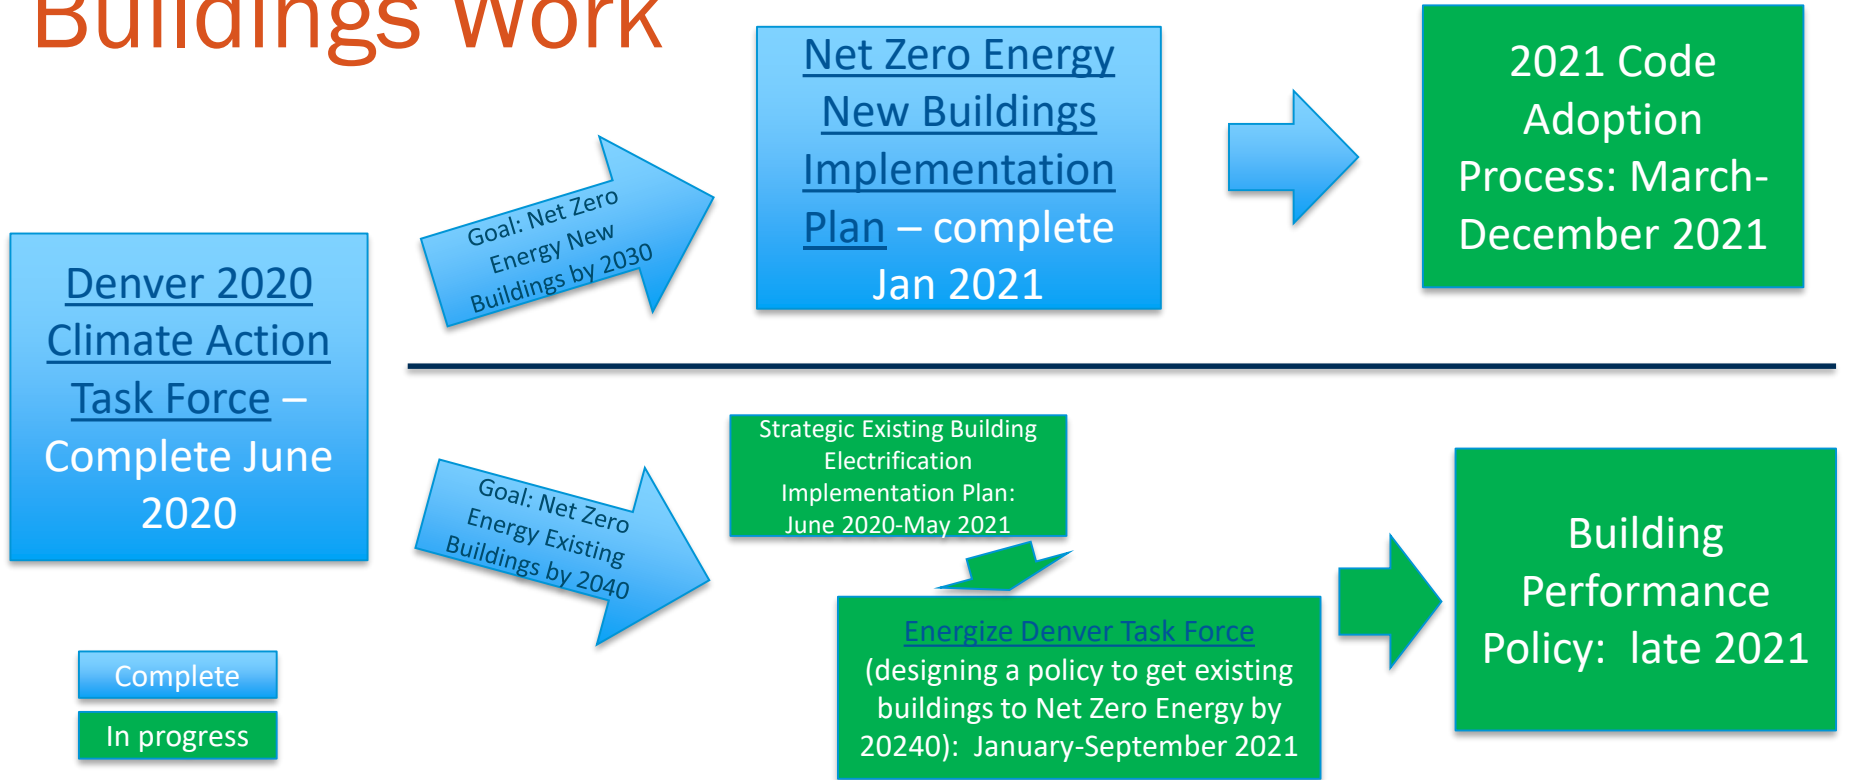 Buildings Work
Denver 2020
Climate Action
Task Force –
Complete June
2020
Goal: Net Zero
Energy New
Buildings by 2030
Net Zero Energy
New Buildings
Implementation
Plan – complete
Jan 2021
2021 Code
Adoption
Process: March-
December 2021
Goal: Net Zero
Energy Existing
Buildings by 2040
Strategic Existing Building
Electrification
Implementation Plan:
June 2020-May 2021
Energize Denver Task Force
(designing a policy to get existing
buildings to Net Zero Energy by
20240): January-September 2021
Building
Performance
Policy: late 2021
Complete
In progress